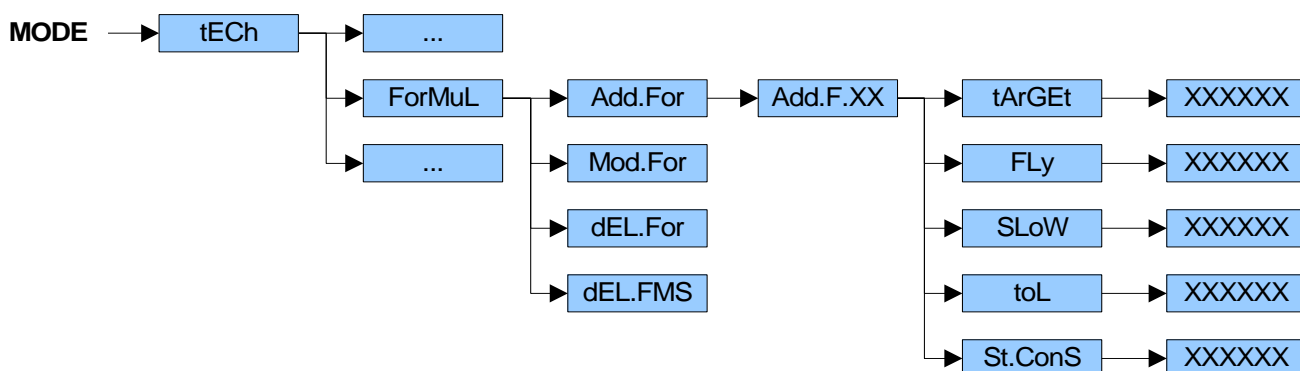 MODE tECh ...
ForMuL Add.For Add.F.XX tArGEt XXXXXX
... Mod.For FLy XXXXXX
dEL.For SLoW XXXXXX
dEL.FMS toL XXXXXX
St.ConS XXXXXX